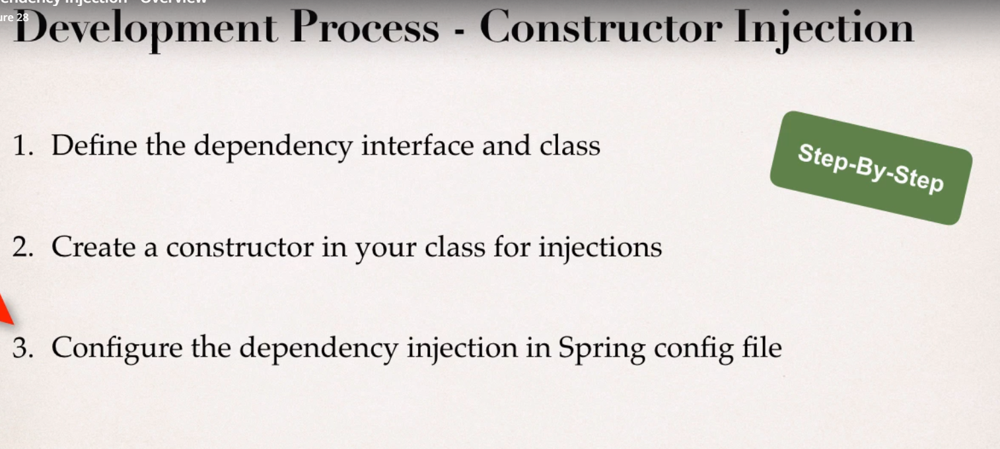 endency Injection - Overview
ure 28
Development Process - Constructor Injection
Step-By-Step
1. Define the dependency interface and class
2. Create a constructor in your class for injections
3. Configure the dependency injection in Spring config file